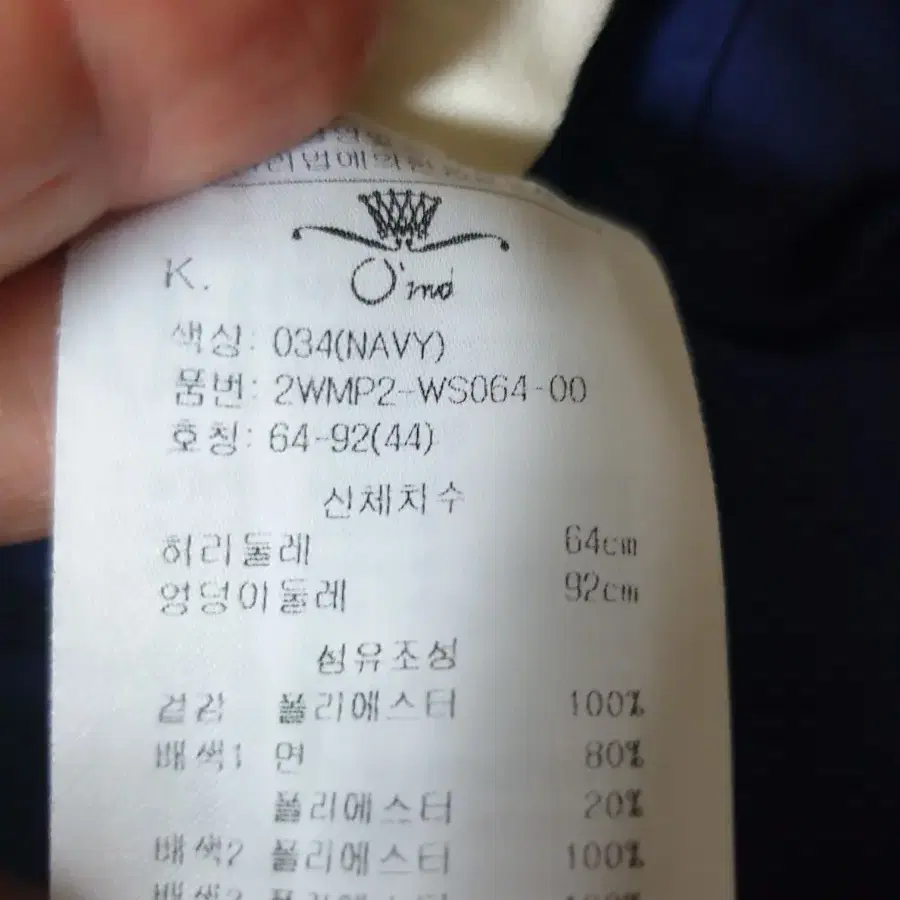 K.
O'2nd
색상: 034(NAVY)
품번: 2WMP2-WS064-00
호칭: 64-92(44)
신체치수
허리둘레 64cm
엉덩이둘레 92cm
섬유조성
겉감 폴리에스터 100%
배색1 면 80%
폴리에스터 20%
배색2 폴리에스터 100%